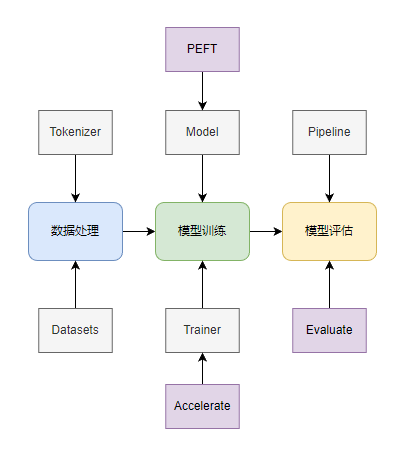 PEFT
Tokenizer
Model
Pipeline
数据处理
模型训练
模型评估
Datasets
Trainer
Evaluate
Accelerate